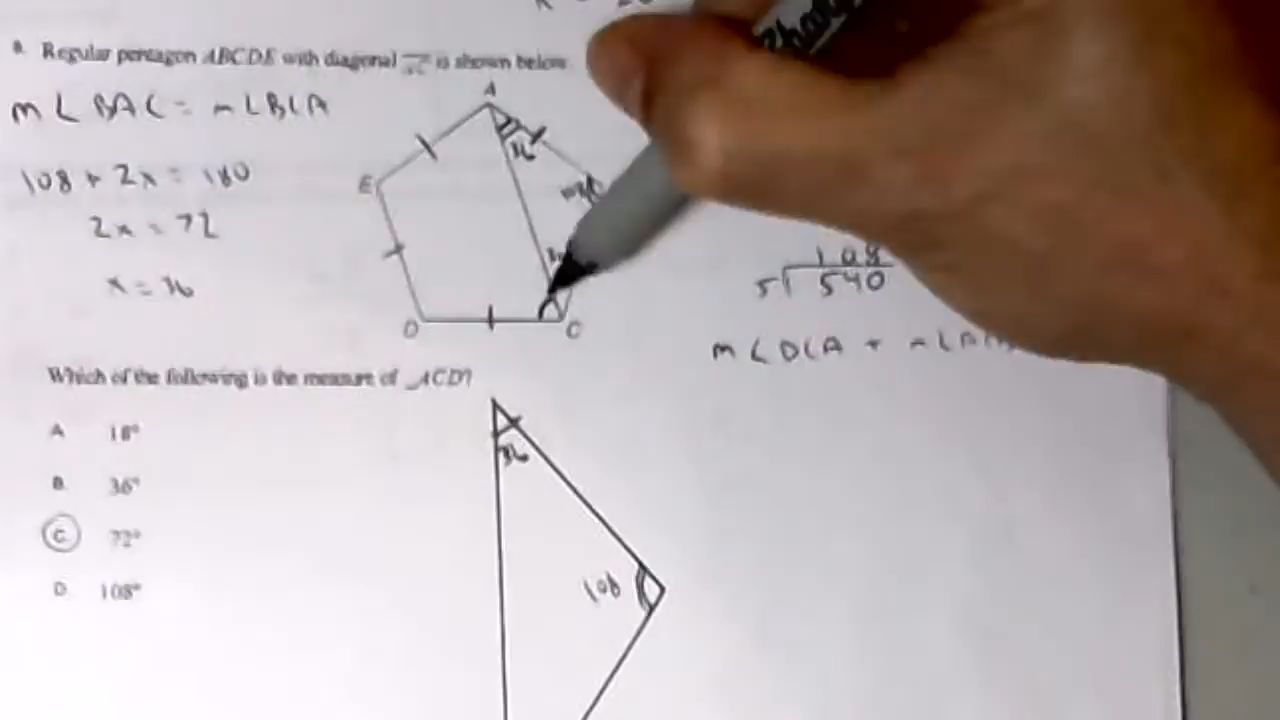 8. Regular pentagon ABCDE with diagonal AC is shown below
m∠BAC = m∠BCA
A
36
108 + 2x = 180
E
108
2x = 72
108
5 540
x = 36
D
C
m∠DCA +
Which of the following is the measure of ∠ACD?
A. 18°
36
B. 36°
C. 72°
D. 108°
108